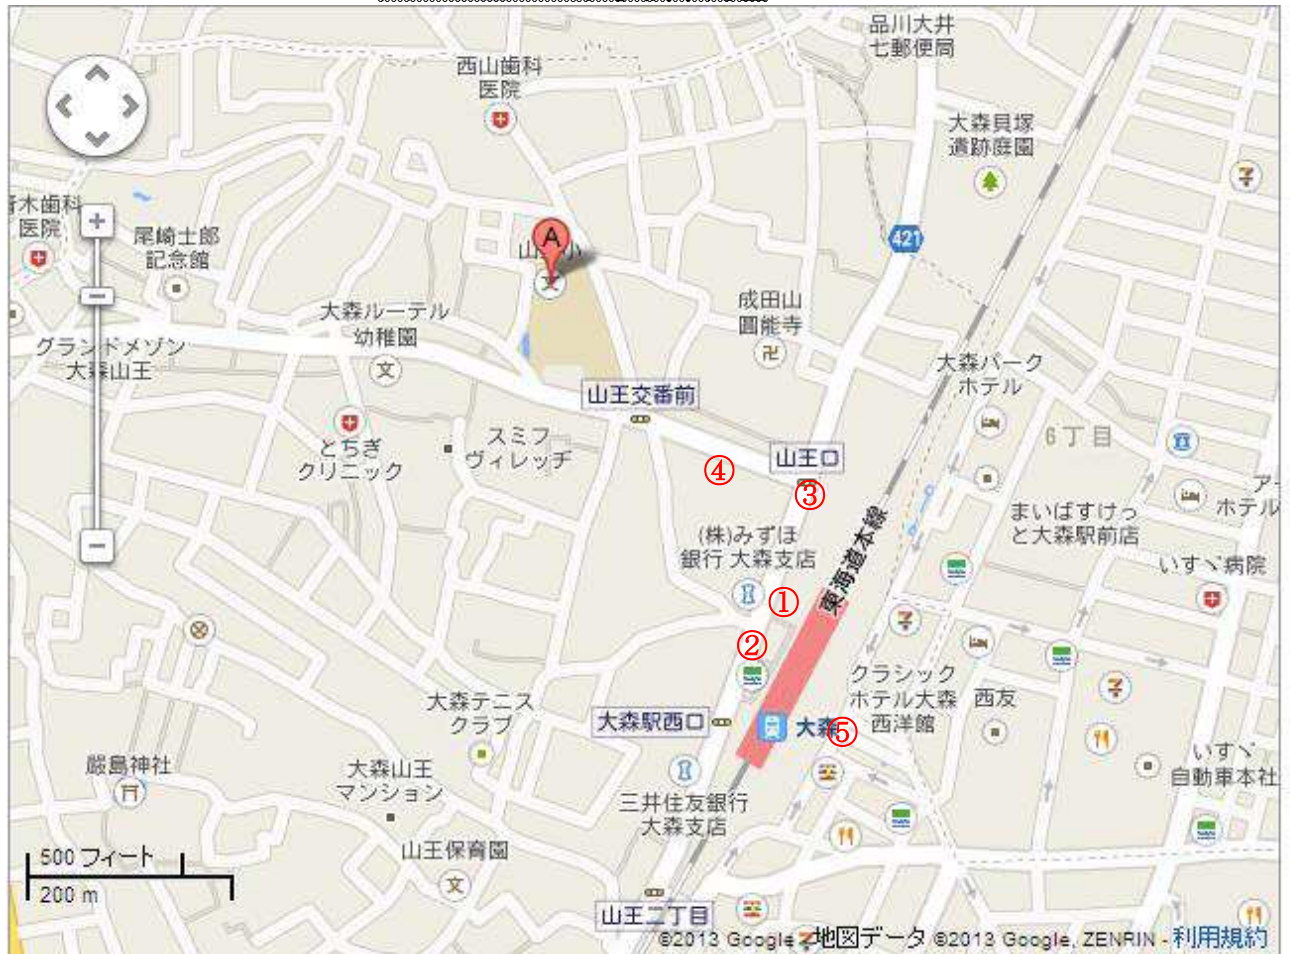 品川大井
七郵便局
西山歯科
医院
大森貝塚
遺跡庭園
青木歯科
医院
尾崎士郎
記念館
421
A
大森ルーテル
幼稚園
文
成田山
圓能寺
卍
グランドメゾン
大森山王
大森パーク
ホテル
山王交番前
6丁目
とちぎ
クリニック
スミフ
ヴィレッヂ
④
山王口
③
ホテル
(株)みずほ
銀行 大森支店
東海道本線
まいばすけっ
と大森駅前店
いすゞ病院
①
②
クラシック
ホテル大森
西洋館
西友
大森テニス
クラブ
大森駅西口
大森
⑤
いすゞ
自動車本社
嚴島神社
大森山王
マンション
三井住友銀行
大森支店
山王保育園
文
500 フィート
200 m
山王二丁目
©2013 Google 地図データ ©2013 Google, ZENRIN - 利用規約